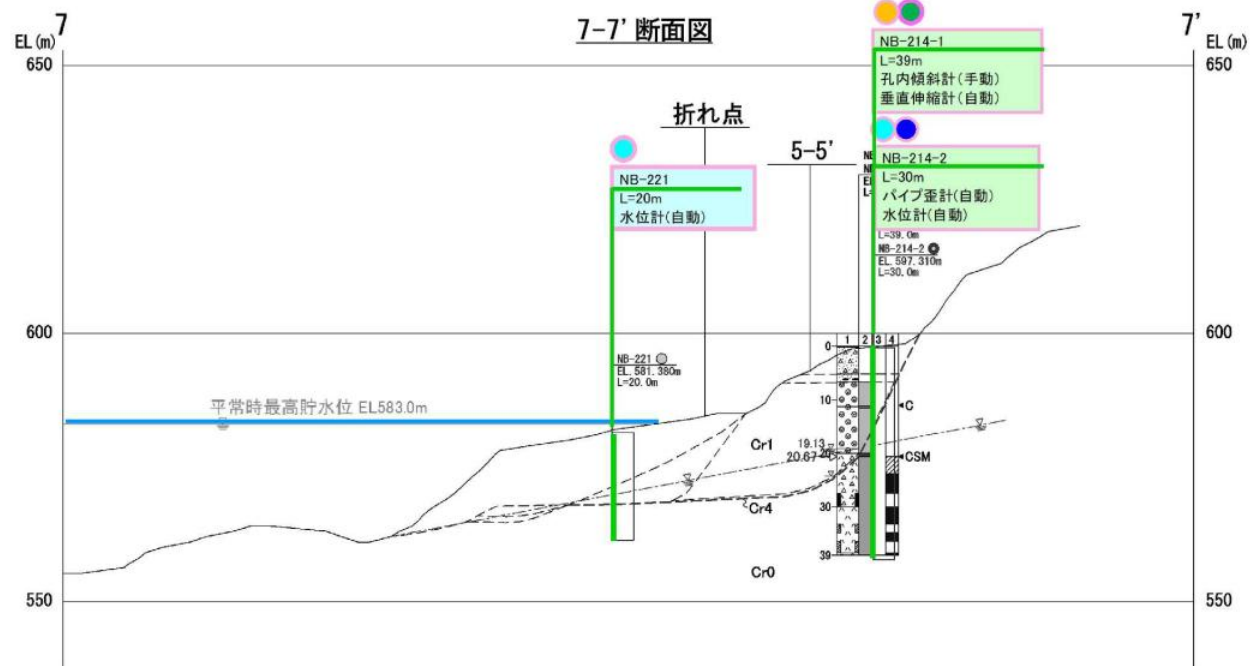 7
EL(m)
7-7’ 断面図
7’
EL(m)
650
650
NB-214-1
L=39m
孔内傾斜計(手動)
垂直伸縮計(自動)
折れ点
5-5’
NB-221
L=20m
水位計(自動)
NB-214-2
L=30m
パイプ歪計(自動)
水位計(自動)
L=39.0m
NB-214-2
EL.597.310m
L=30.0m
600
600
1 2 3 4
0
NB-221
EL.581.380m
L=20.0m
平常時最高貯水位 EL583.0m
10
C
Cr1
19.13
20.67
CSM
30
Cr4
39
Cr0
550
550